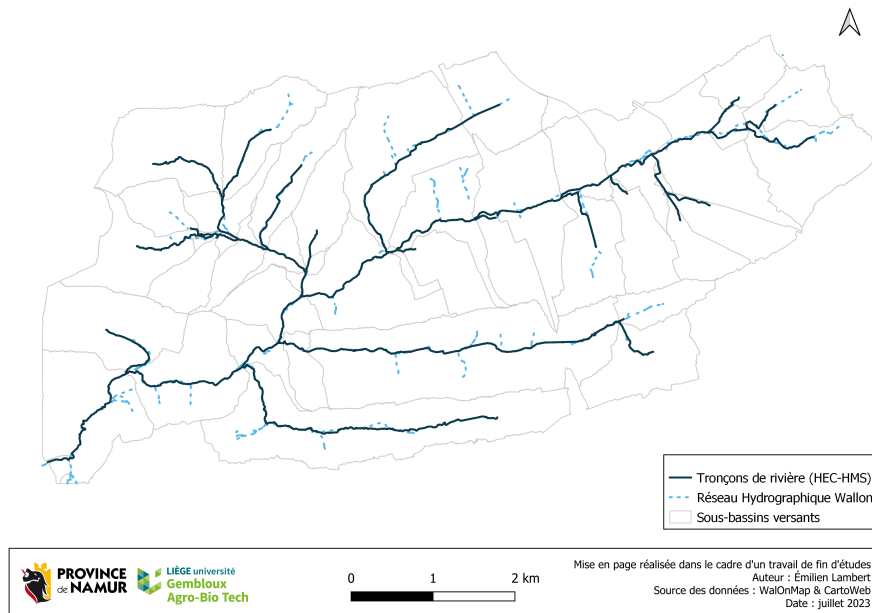 Tronçons de rivière (HEC-HMS)
Réseau Hydrographique Wallon
Sous-bassins versants
PROVINCE
de NAMUR
LIÈGE université
Gembloux
Agro-Bio Tech
0 1 2 km
Mise en page réalisée dans le cadre d'un travail de fin d'études
Auteur : Émilien Lambert
Source des données : WalOnMap & CartoWeb
Date : juillet 2023